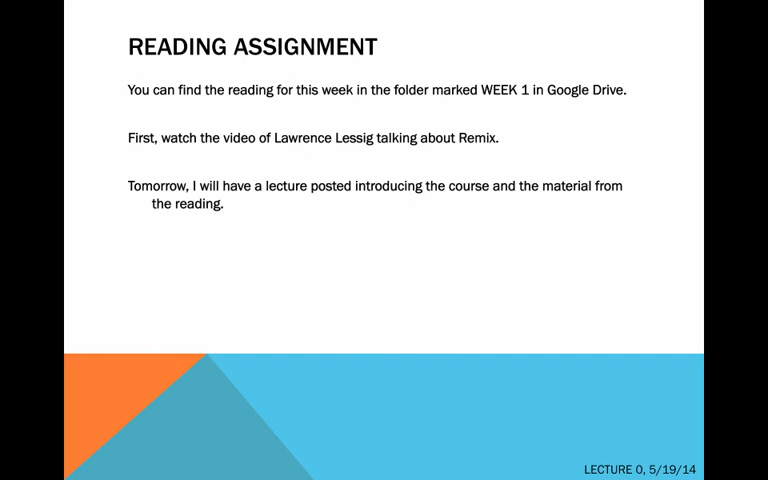 READING ASSIGNMENT
You can find the reading for this week in the folder marked WEEK 1 in Google Drive.
First, watch the video of Lawrence Lessig talking about Remix.
Tomorrow, I will have a lecture posted introducing the course and the material from
the reading.
LECTURE 0, 5/19/14